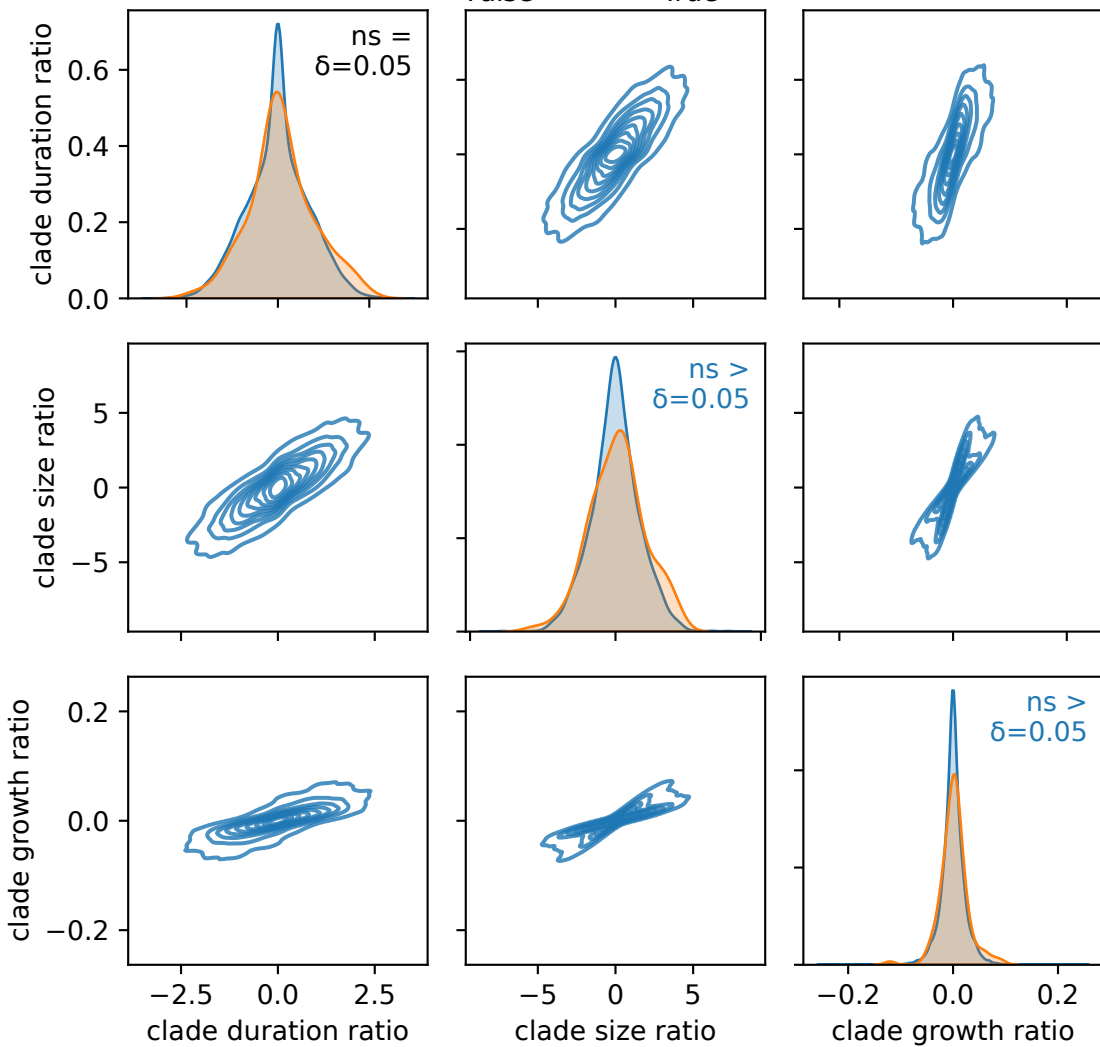 clade duration ratio
0.6
0.4
0.2
0.0
ns =
δ=0.05
clade size ratio
5
0
−5
ns >
δ=0.05
clade growth ratio
0.2
0.0
−0.2
ns >
δ=0.05
−2.5 0.0 2.5
−5 0 5
−0.2 0.0 0.2
clade duration ratio
clade size ratio
clade growth ratio